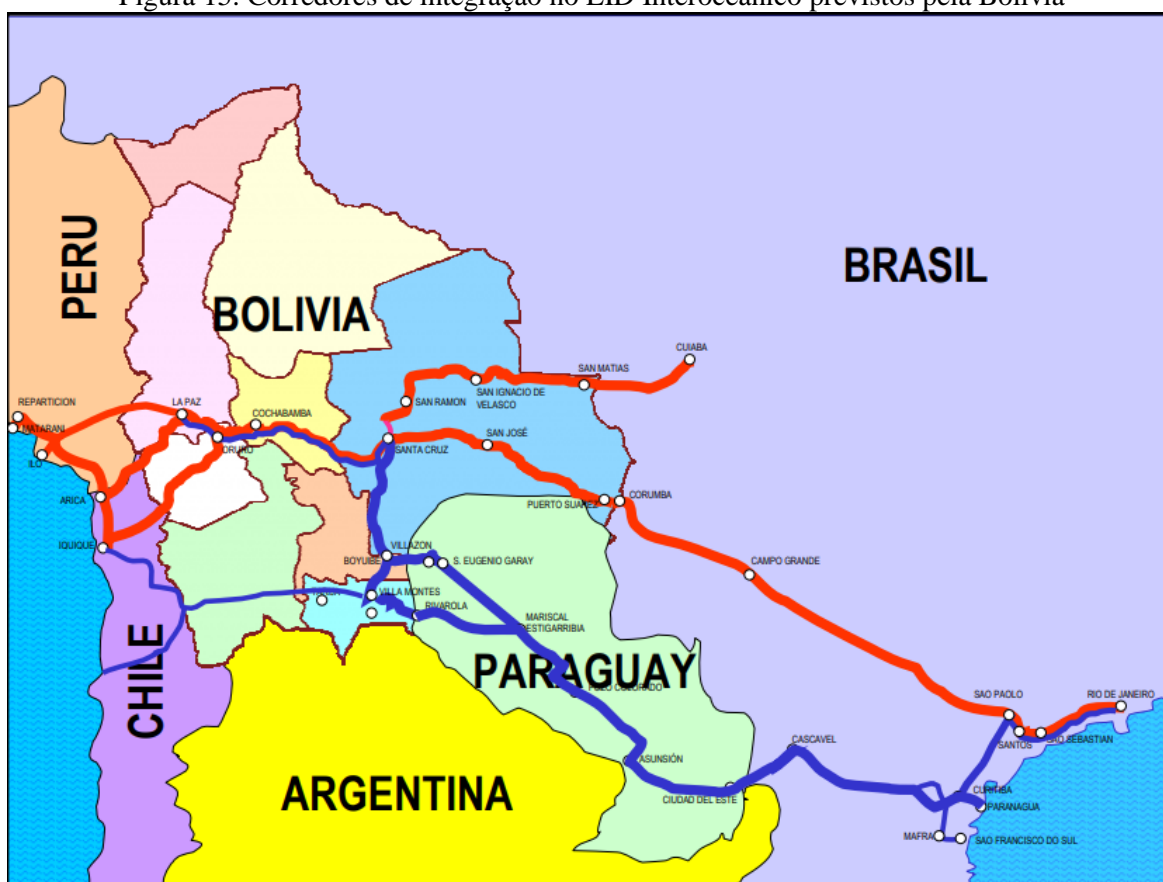 Figura 15: Corredores de integração no EID Interoceânico previstos pela Bolívia
PERU
BOLIVIA
BRASIL
CUIABA
SAN MATIAS
SAN IGNACIO DE
VELASCO
SAN RAMON
REPARTICION
MATARANI
ILO
LA PAZ
COCHABAMBA
ORURO
SANTA CRUZ
SAN JOSÉ
ARICA
PUERTO SUAREZ
CORUMBA
IQUIQUE
VILLAZON
BOYUIBE
S. EUGENIO GARAY
CAMPO GRANDE
VILLA MONTES
RIVAROLA
MARISCAL
ESTIGARRIBIA
CHILE
PARAGUAY
POZO COLORADO
SAO PAOLO
RIO DE JANEIRO
SANTOS
SAO SEBASTIAN
CASCAVEL
ASUNSIÓN
ARGENTINA
CIUDAD DEL ESTE
CURITIBA
PARANAGUA
MAFRA
SAO FRANCISCO DO SUL